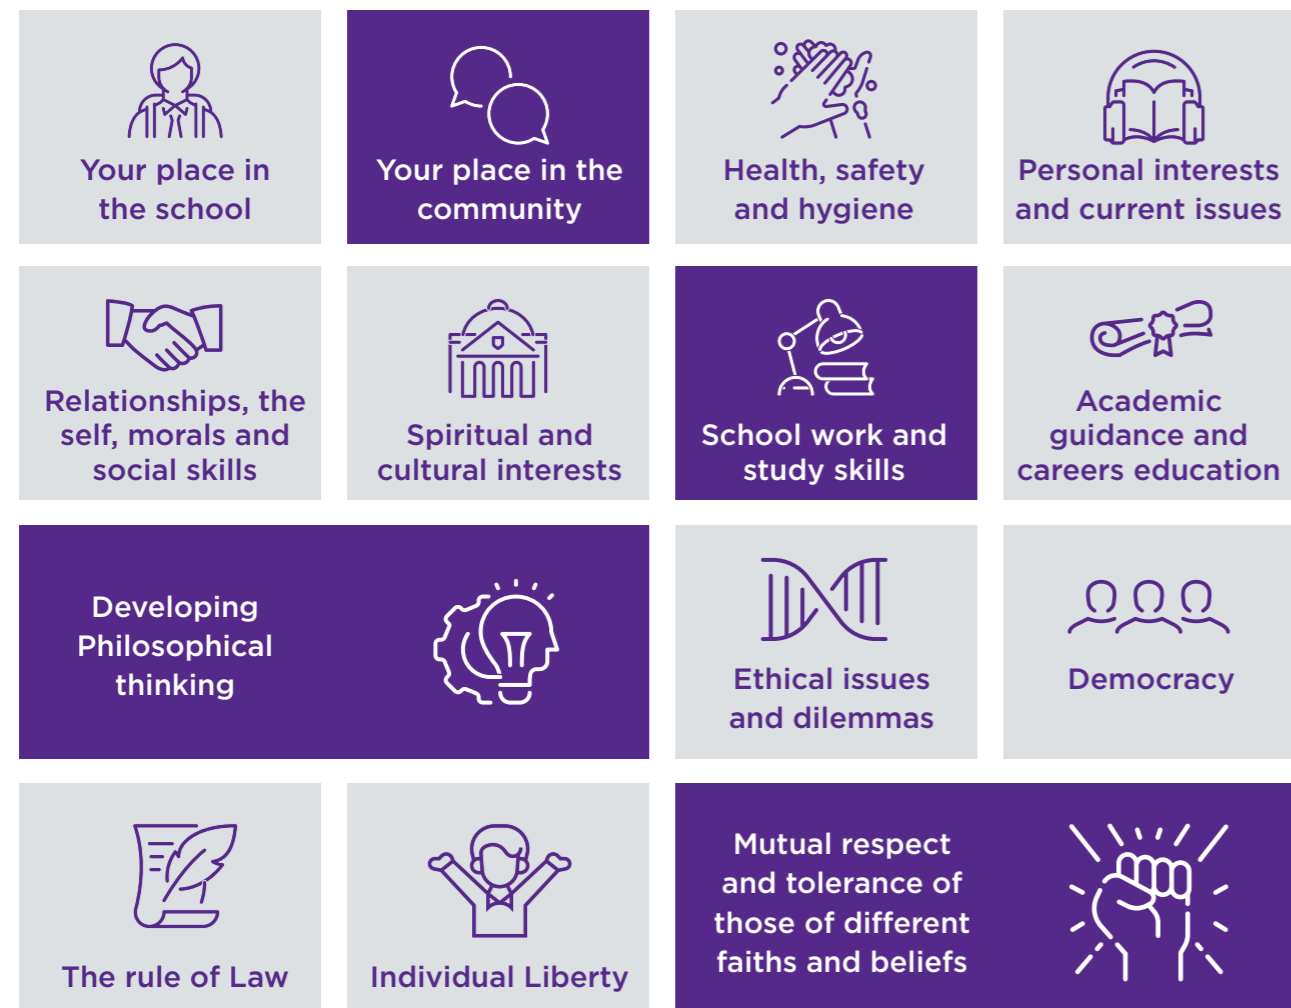 Your place in
the school
Your place in the
community
Health, safety
and hygiene
Personal interests
and current issues
Relationships, the
self, morals and
social skills
Spiritual and
cultural interests
School work and
study skills
Academic
guidance and
careers education
Developing
Philosophical
thinking
Ethical issues
and dilemmas
Democracy
The rule of Law
Individual Liberty
Mutual respect
and tolerance of
those of different
faiths and beliefs